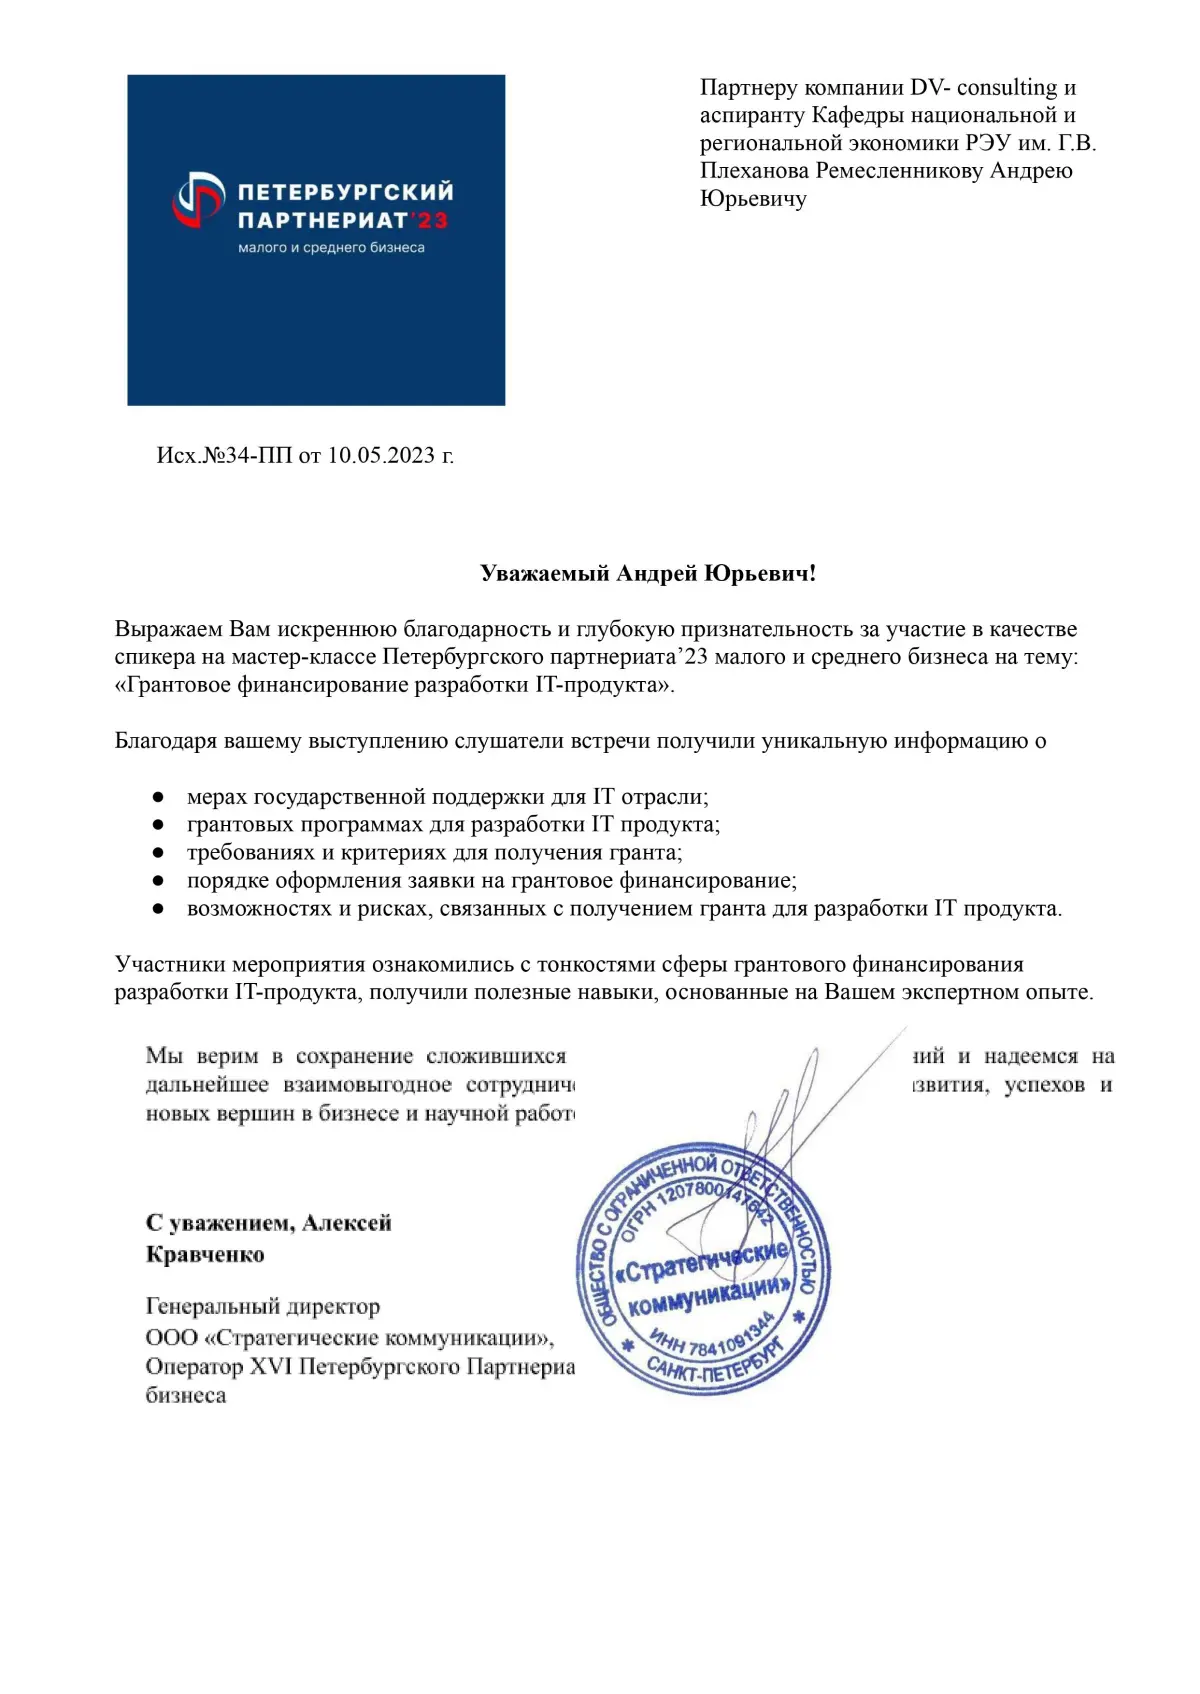 ПЕТЕРБУРГСКИЙ
ПАРТНЕРИАТ'23
малого и среднего бизнеса
Партнеру компании DV- consulting и
аспиранту Кафедры национальной и
региональной экономики РЭУ им. Г.В.
Плеханова Ремесленникову Андрею
Юрьевичу
Исх.№34-ПП от 10.05.2023 г.
Уважаемый Андрей Юрьевич!
Выражаем Вам искреннюю благодарность и глубокую признательность за участие в качестве
спикера на мастер-классе Петербургского партнериата’23 малого и среднего бизнеса на тему:
«Грантовое финансирование разработки IT-продукта».
Благодаря вашему выступлению слушатели встречи получили уникальную информацию о
● мерах государственной поддержки для IT отрасли;
● грантовых программах для разработки IT продукта;
● требованиях и критериях для получения гранта;
● порядке оформления заявки на грантовое финансирование;
● возможностях и рисках, связанных с получением гранта для разработки IT продукта.
Участники мероприятия ознакомились с тонкостями сферы грантового финансирования
разработки IT-продукта, получили полезные навыки, основанные на Вашем экспертном опыте.
Мы верим в сохранение сложившихся ний и надеемся на
дальнейшее взаимовыгодное сотруднич звития, успехов и
новых вершин в бизнесе и научной работ
С уважением, Алексей
Кравченко
Генеральный директор
ООО «Стратегические коммуникации»,
Оператор XVI Петербургского Партнериа
бизнеса
ОБЩЕСТВО С ОГРАНИЧЕННОЙ ОТВЕТСТВЕННОСТЬЮ
ОГРН 1207800147642
«Стратегические
коммуникации»
ИНН 7841091344
САНКТ-ПЕТЕРБУРГ